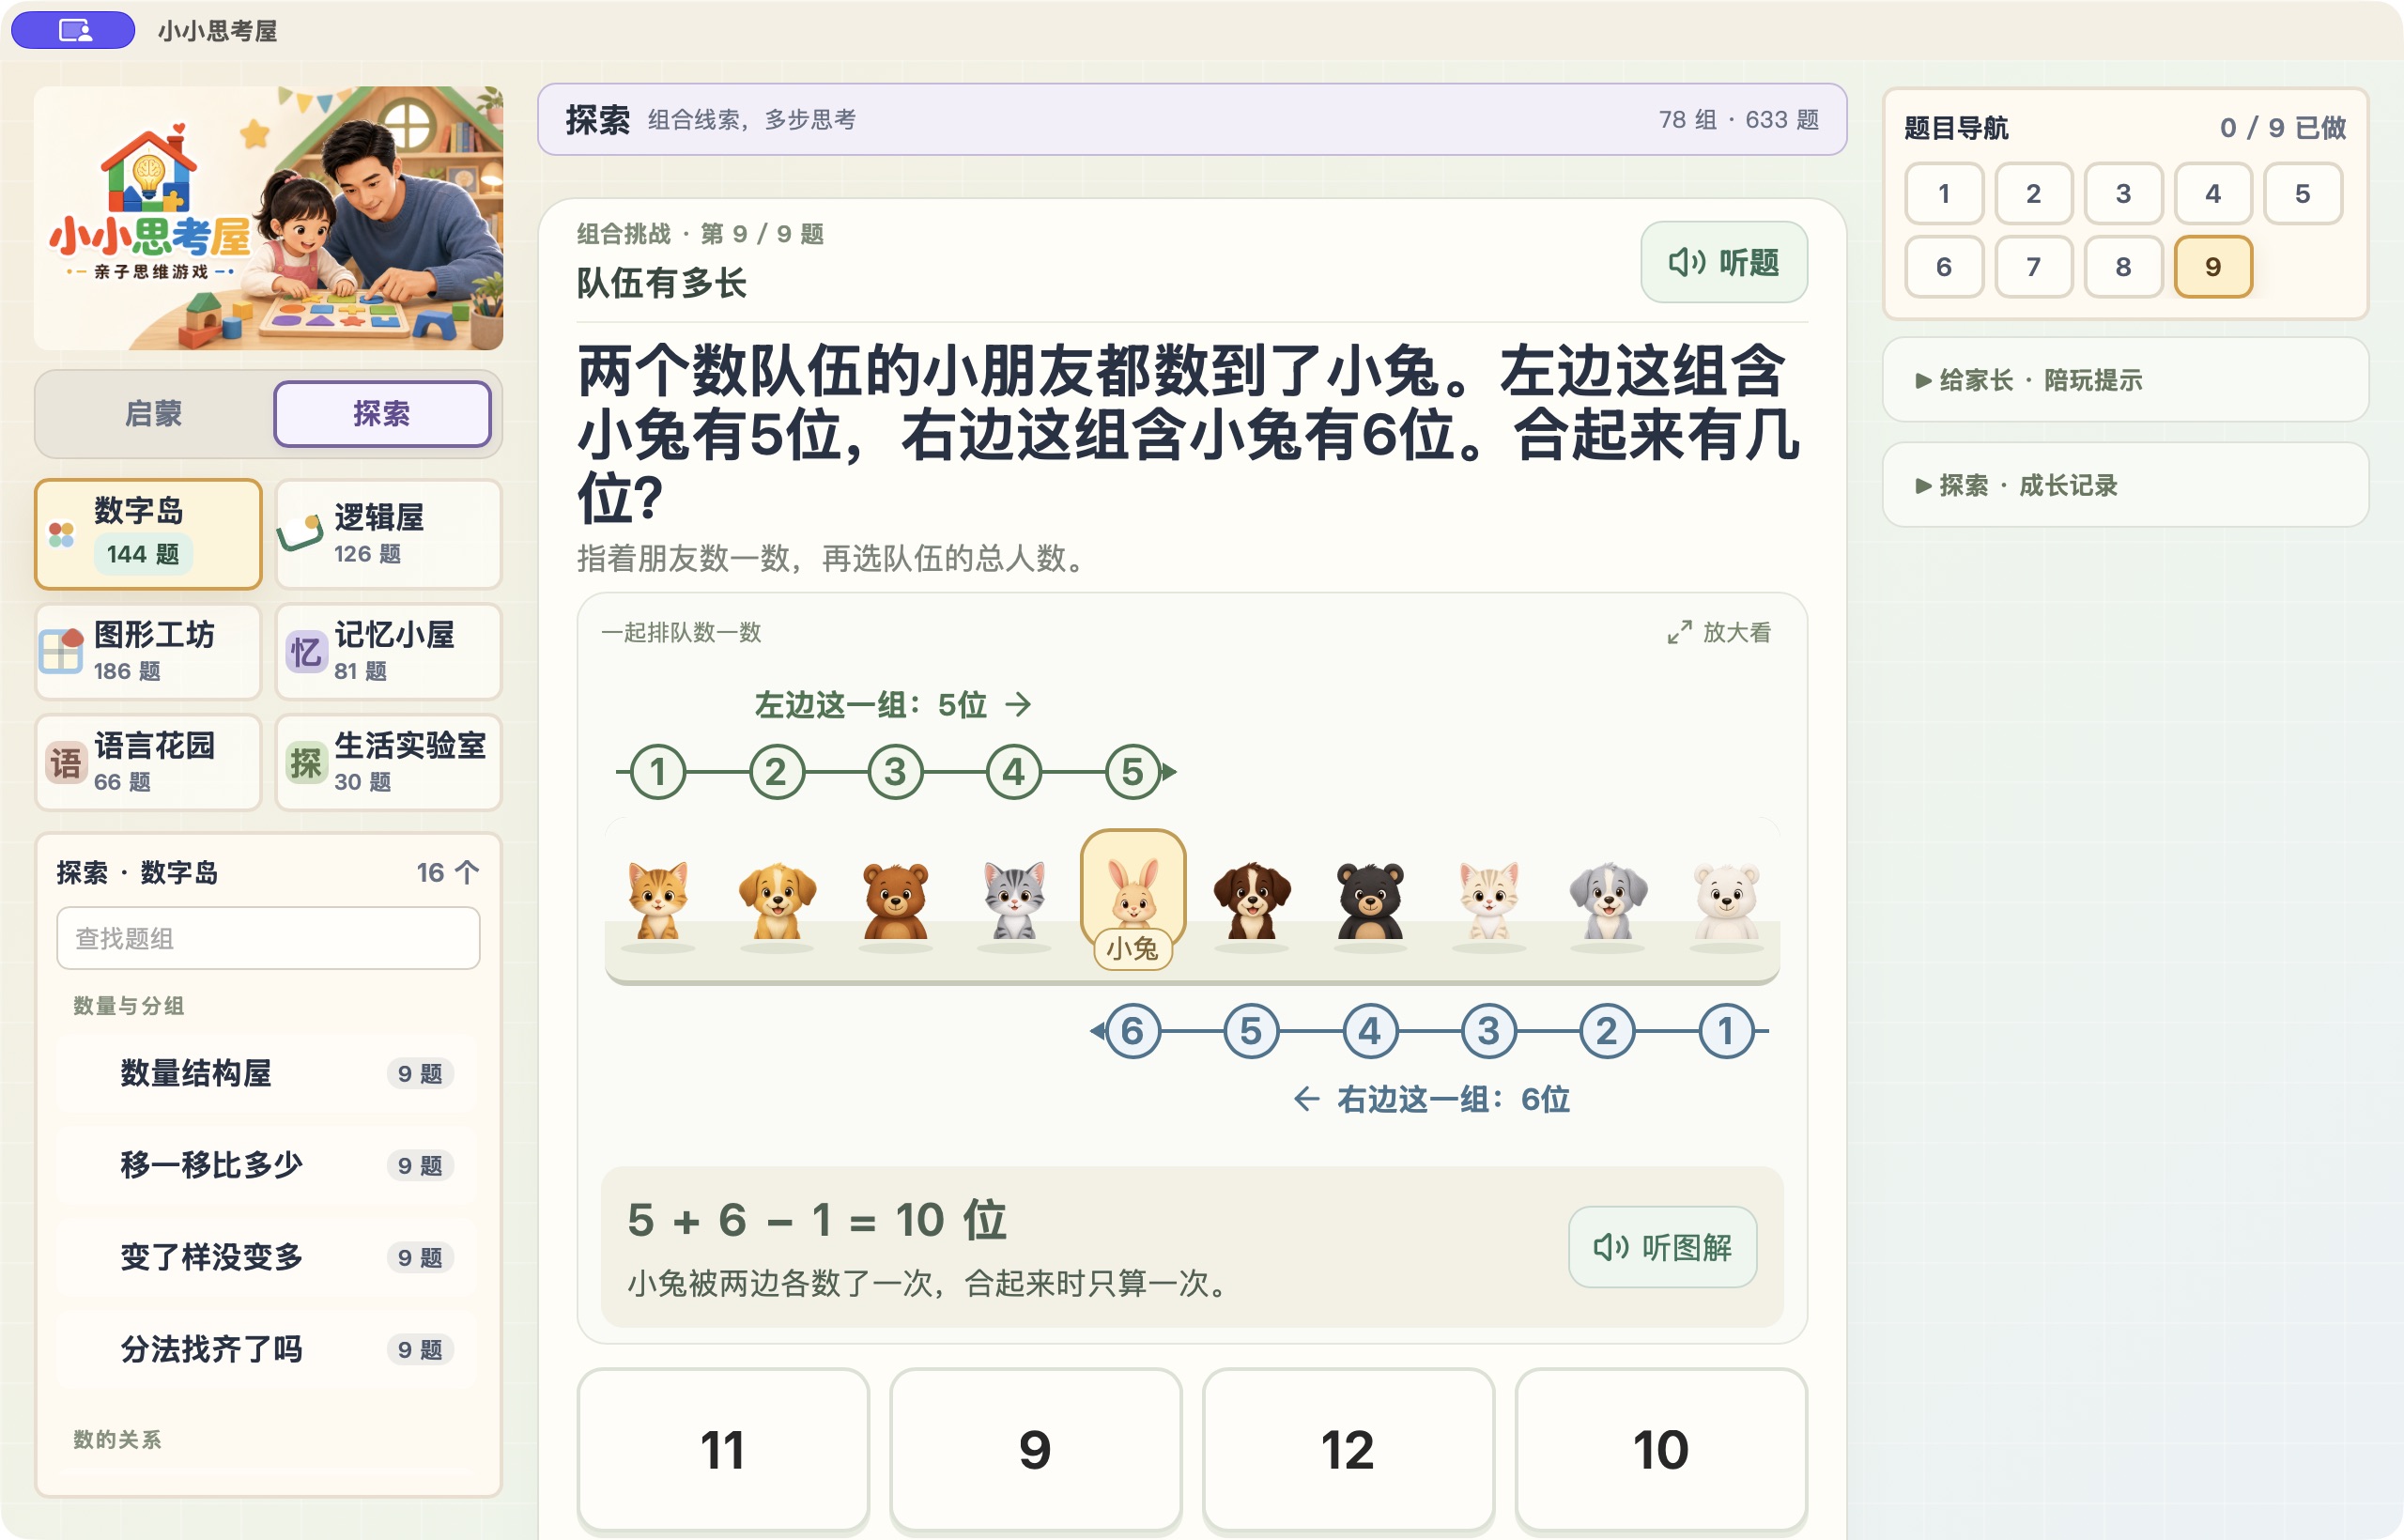 小小思考屋
小小思考屋
亲子思维游戏
启蒙
探索
数字岛
144 题
逻辑屋
126 题
图形工坊
186 题
忆
记忆小屋
81 题
语
语言花园
66 题
探
生活实验室
30 题
探索 · 数字岛
16 个
查找题组
数量与分组
数量结构屋
9 题
移一移比多少
9 题
变了样没变多
9 题
分法找齐了吗
9 题
数的关系
探索 组合线索，多步思考
78 组 · 633 题
组合挑战 · 第 9 / 9 题
队伍有多长
听题
两个数队伍的小朋友都数到了小兔。左边这组含
小兔有5位，右边这组含小兔有6位。合起来有几
位？
指着朋友数一数，再选队伍的总人数。
一起排队数一数
放大看
左边这一组：5位 →
1 2 3 4 5
小兔
6 5 4 3 2 1
← 右边这一组：6位
5 + 6 − 1 = 10 位
小兔被两边各数了一次，合起来时只算一次。
听图解
11
9
12
10
题目导航
0 / 9 已做
1 2 3 4 5
6 7 8 9
▶ 给家长 · 陪玩提示
▶ 探索 · 成长记录